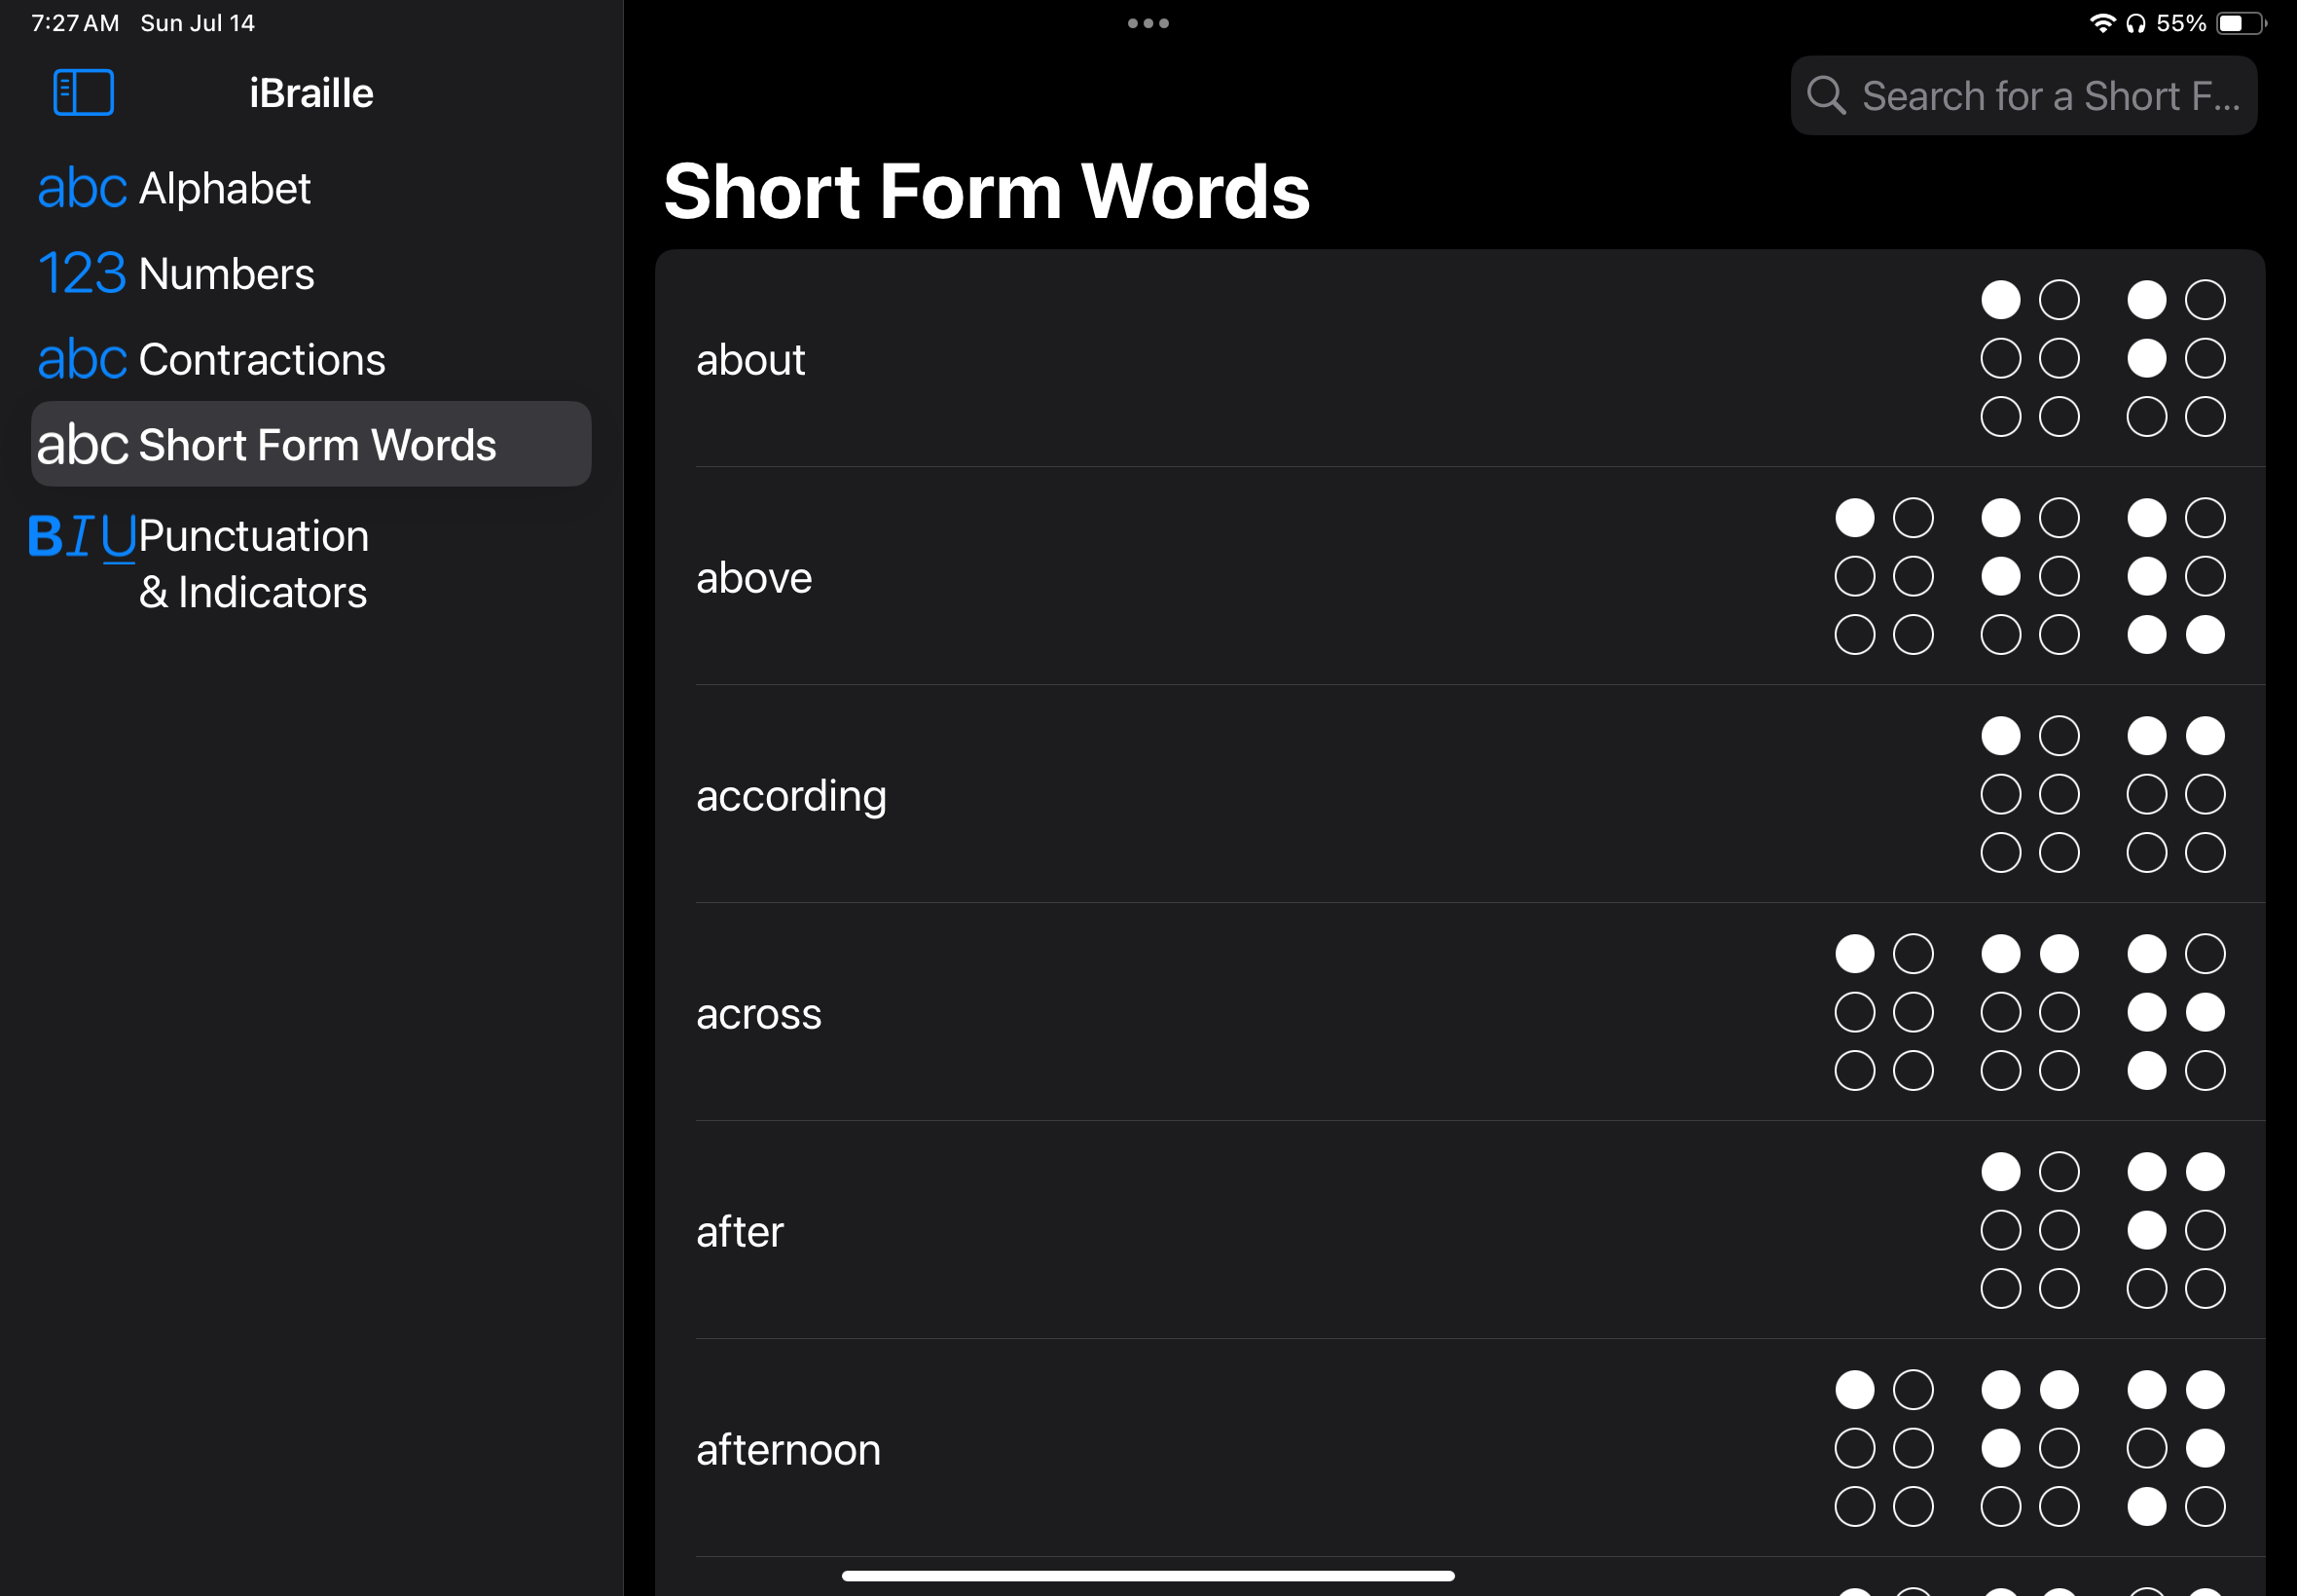 7:27 AM Sun Jul 14
55%
iBraille
abc Alphabet
123 Numbers
abc Contractions
abc Short Form Words
B I U Punctuation
& Indicators
Search for a Short F...
Short Form Words
about
above
according
across
after
afternoon